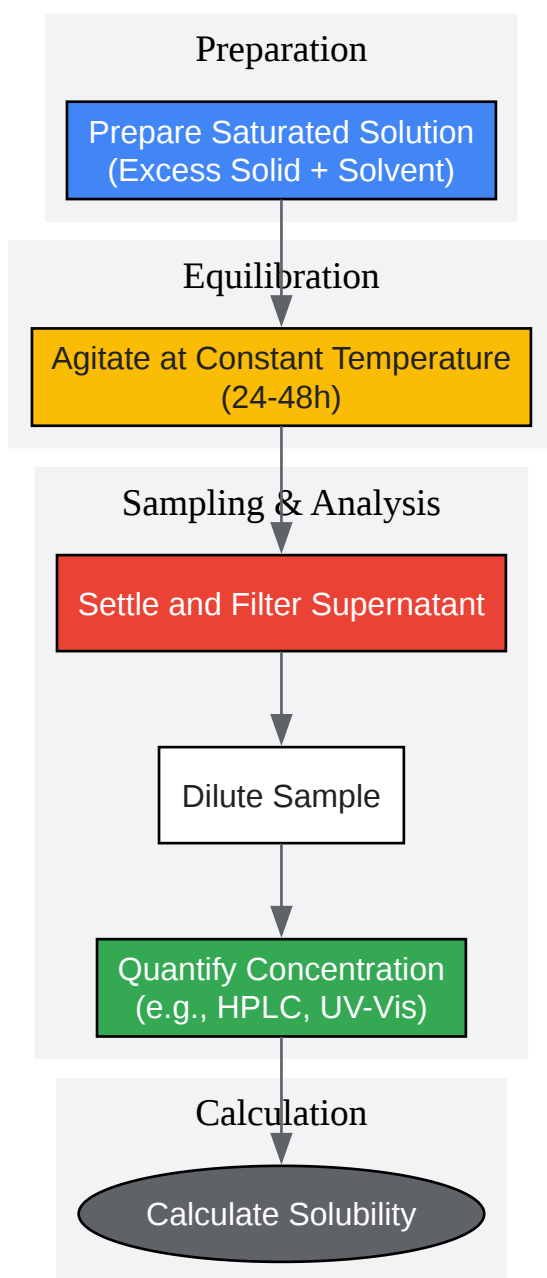 Preparation
Prepare Saturated Solution
(Excess Solid + Solvent)
Equilibration
Agitate at Constant Temperature
(24-48h)
Sampling & Analysis
Settle and Filter Supernatant
Dilute Sample
Quantify Concentration
(e.g., HPLC, UV-Vis)
Calculation
Calculate Solubility